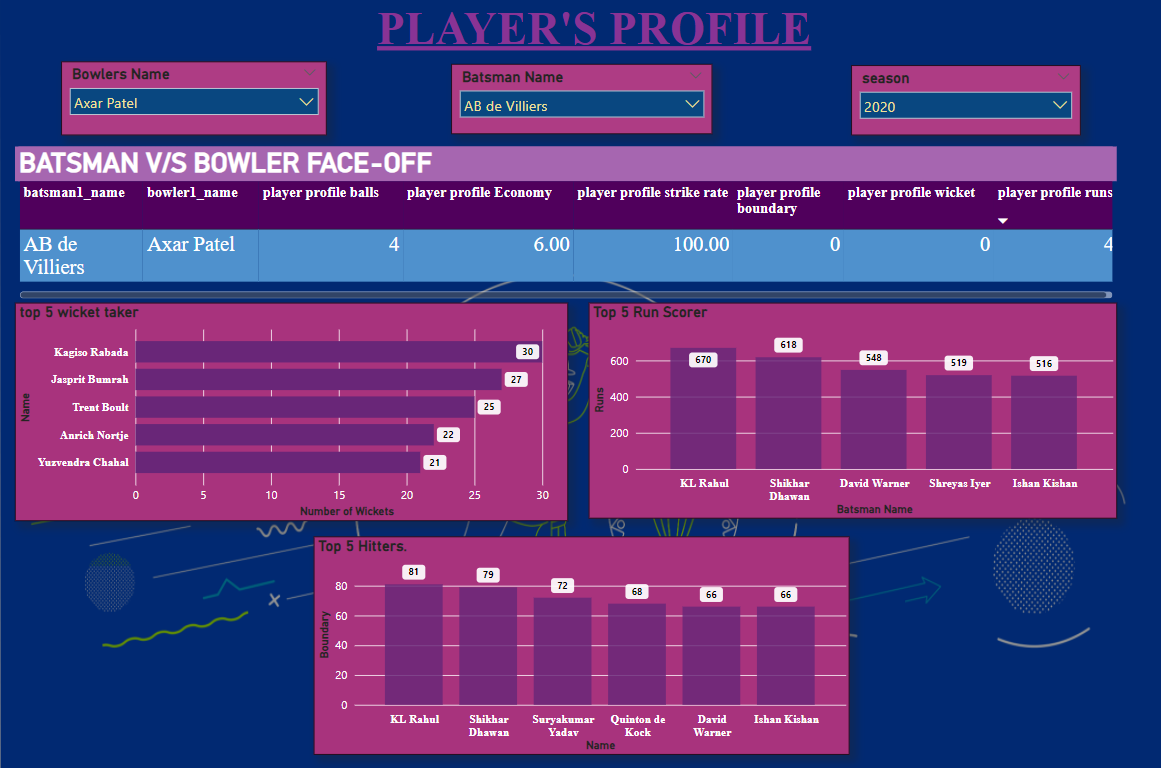 PLAYER'S PROFILE
Bowlers Name
Axar Patel
Batsman Name
AB de Villiers
season
2020
BATSMAN V/S BOWLER FACE-OFF
batsman1_name bowler1_name player profile balls player profile Economy player profile strike rate player profile player profile wicket player profile runs
boundary
AB de Axar Patel 4 6.00 100.00 0 0 4
Villiers
top 5 wicket taker
Name
Kagiso Rabada 30
Jasprit Bumrah 27
Trent Boult 25
Anrich Nortje 22
Yuzvendra Chahal 21
0 5 10 15 20 25 30
Number of Wickets
Top 5 Run Scorer
Runs
600
400
200
0
670 618 548 519 516
KL Rahul Shikhar David Warner Shreyas Iyer Ishan Kishan
Dhawan
Batsman Name
Top 5 Hitters.
Boundary
80
60
40
20
0
81 79 72 68 66 66
KL Rahul Shikhar Suryakumar Quinton de David Ishan Kishan
Dhawan Yadav Kock Warner
Name